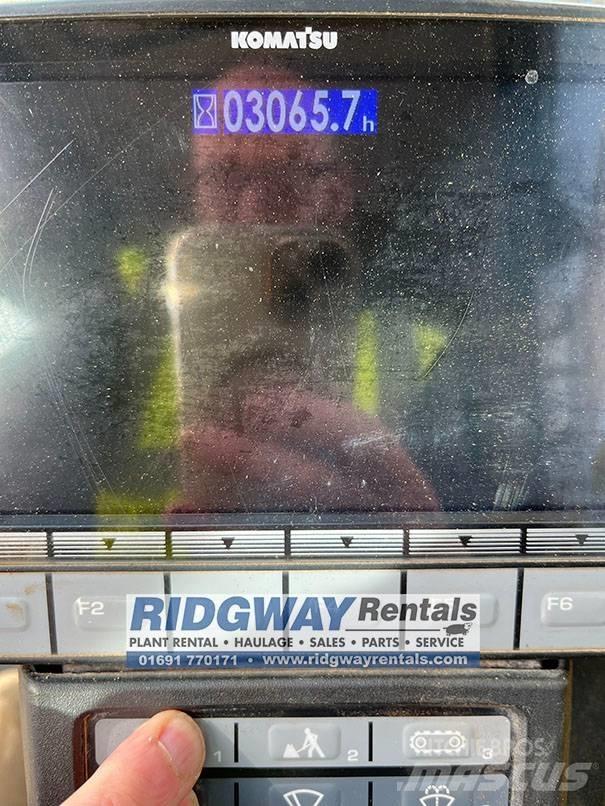 KOMATSU
03065.7h
F2
F6
RIDGWAY Rentals
PLANT RENTAL • HAULAGE • SALES • PARTS • SERVICE
01691 770171 • www.ridgwayrentals.com
1
2
3
MASCUS